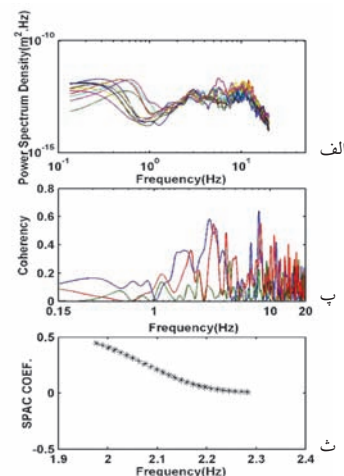 Power Spectrum Density(m².Hz)
10⁻¹⁰
10⁻¹⁵
10⁻¹ 10⁰ 10¹
Frequency(Hz)
الف
Coherency
0.8
0.6
0.4
0.2
0
0.15 1 10 20
Frequency(Hz)
پ
SPAC COEF.
0.5
0
-0.5
1.9 2 2.1 2.2 2.3 2.4
Frequency(Hz)
ث